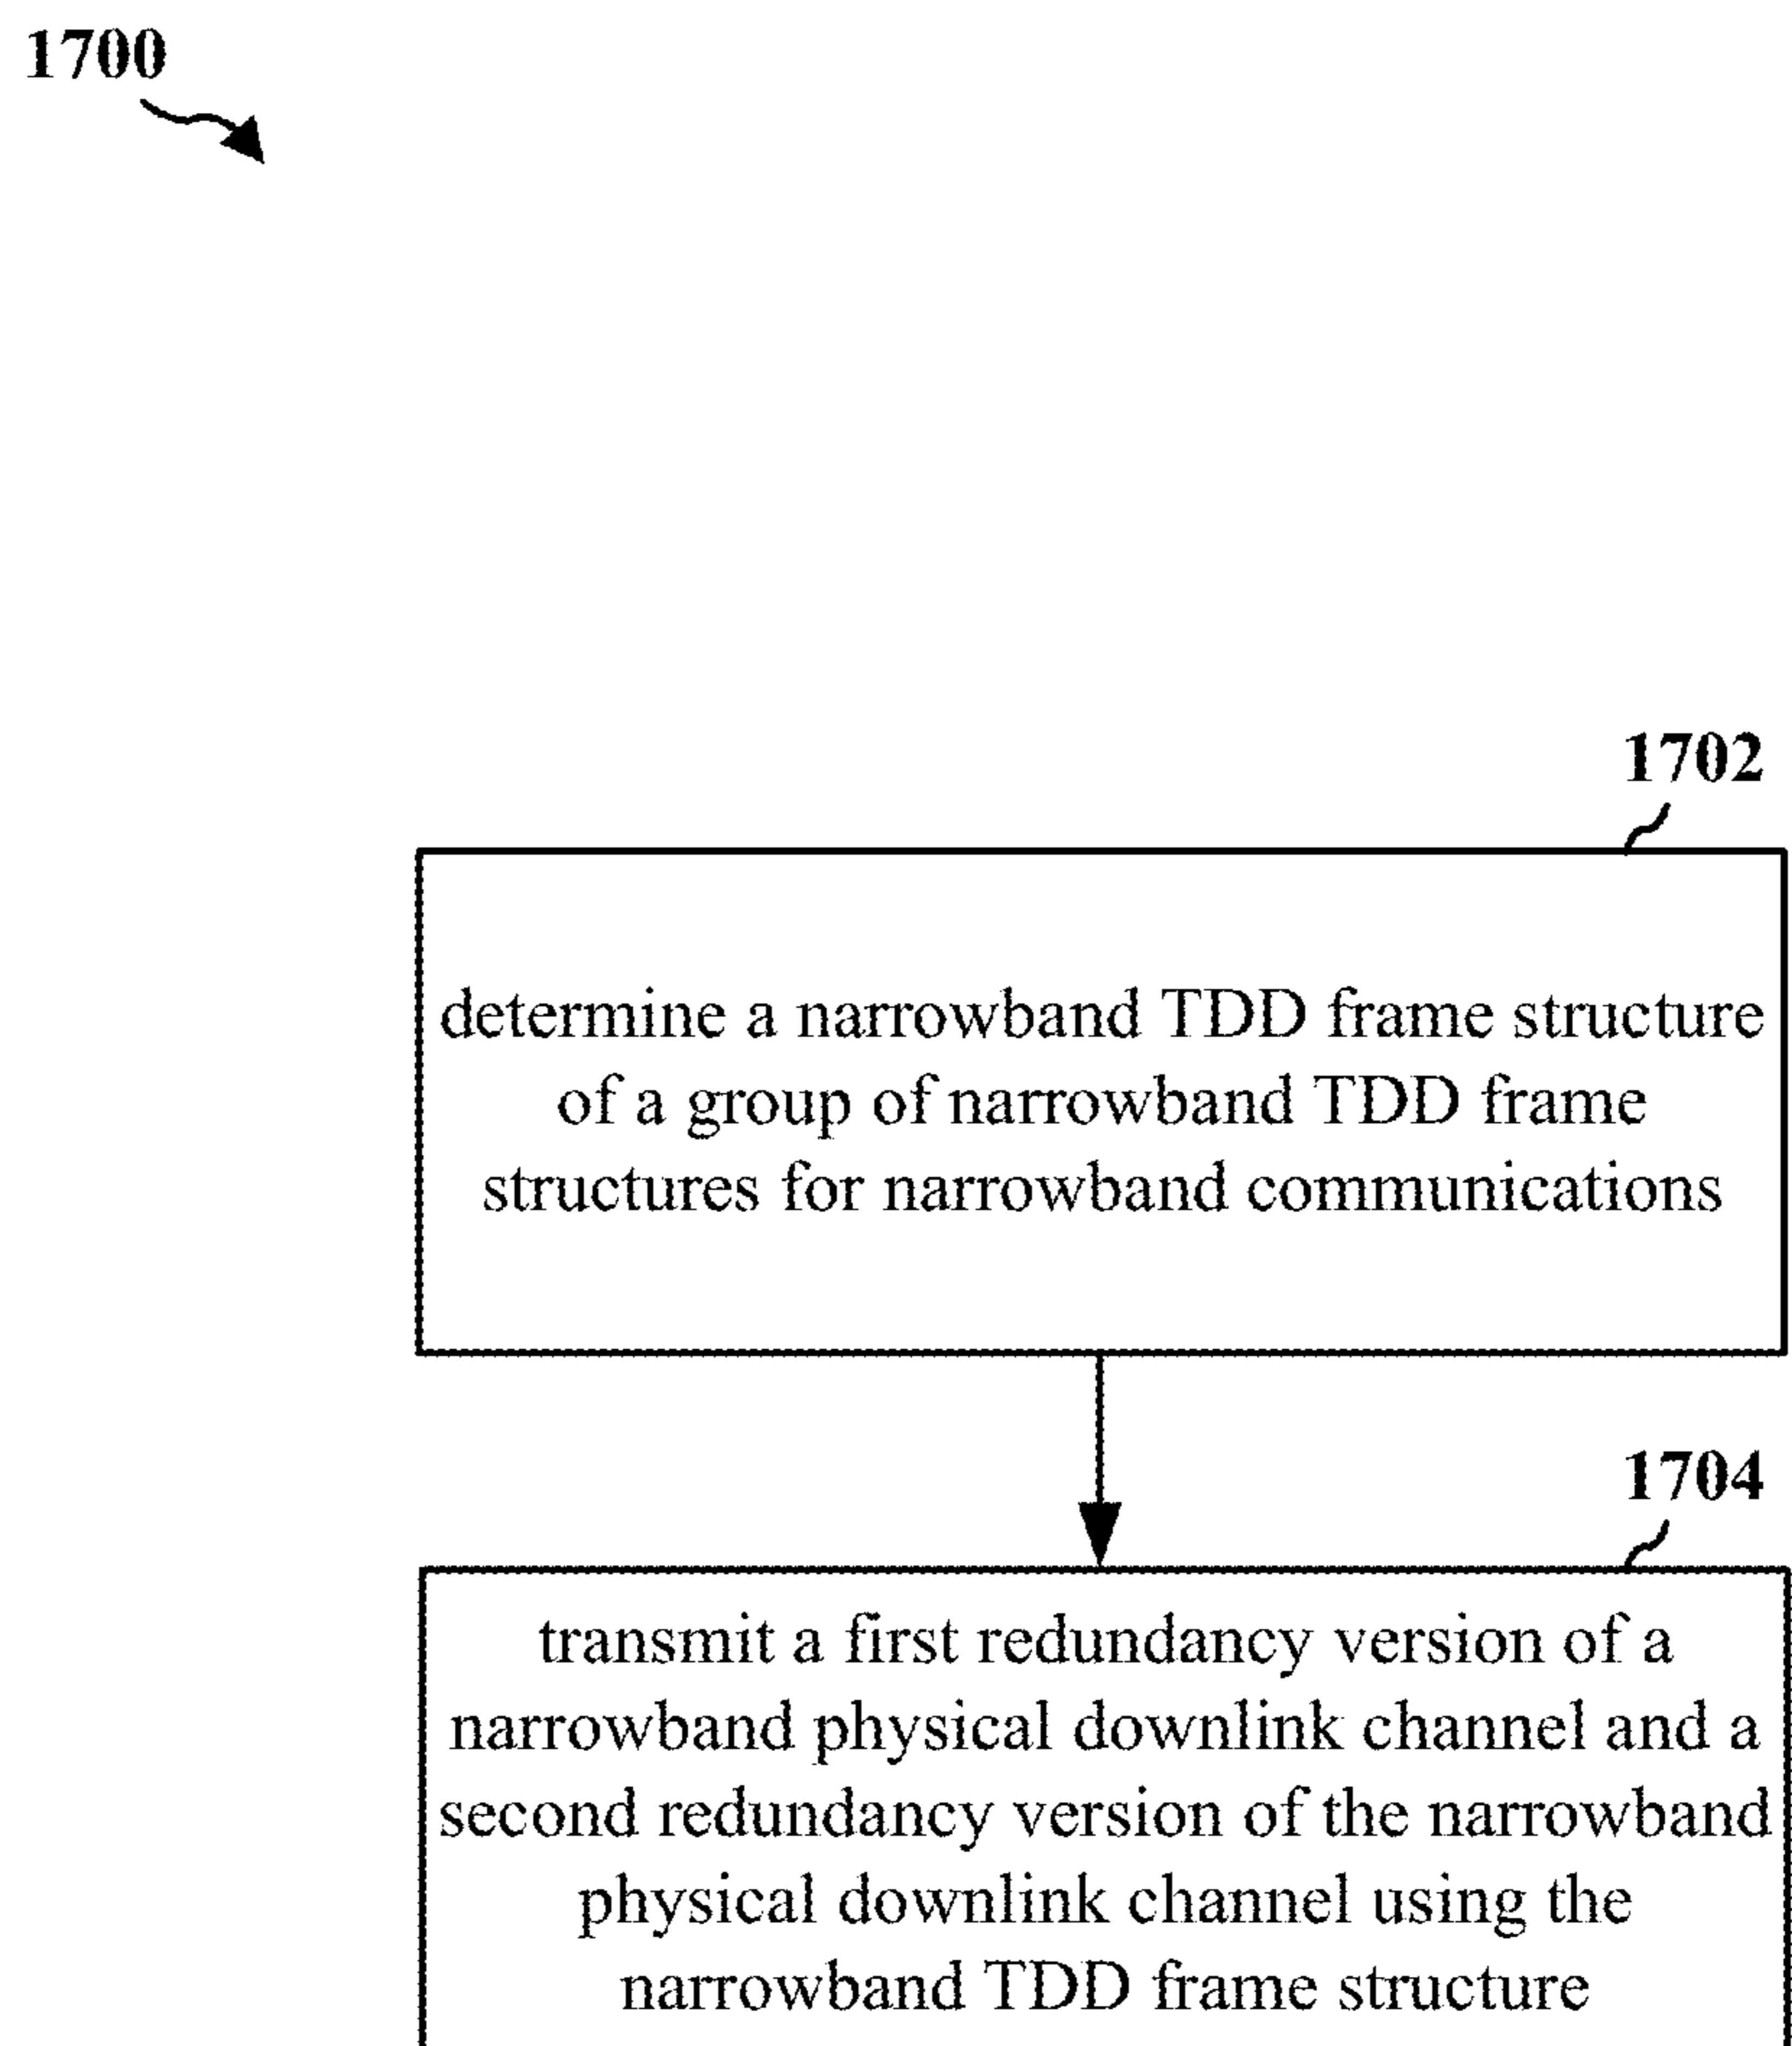 1700
1702
determine a narrowband TDD frame structure
of a group of narrowband TDD frame
structures for narrowband communications
1704
transmit a first redundancy version of a
narrowband physical downlink channel and a
second redundancy version of the narrowband
physical downlink channel using the
narrowband TDD frame structure